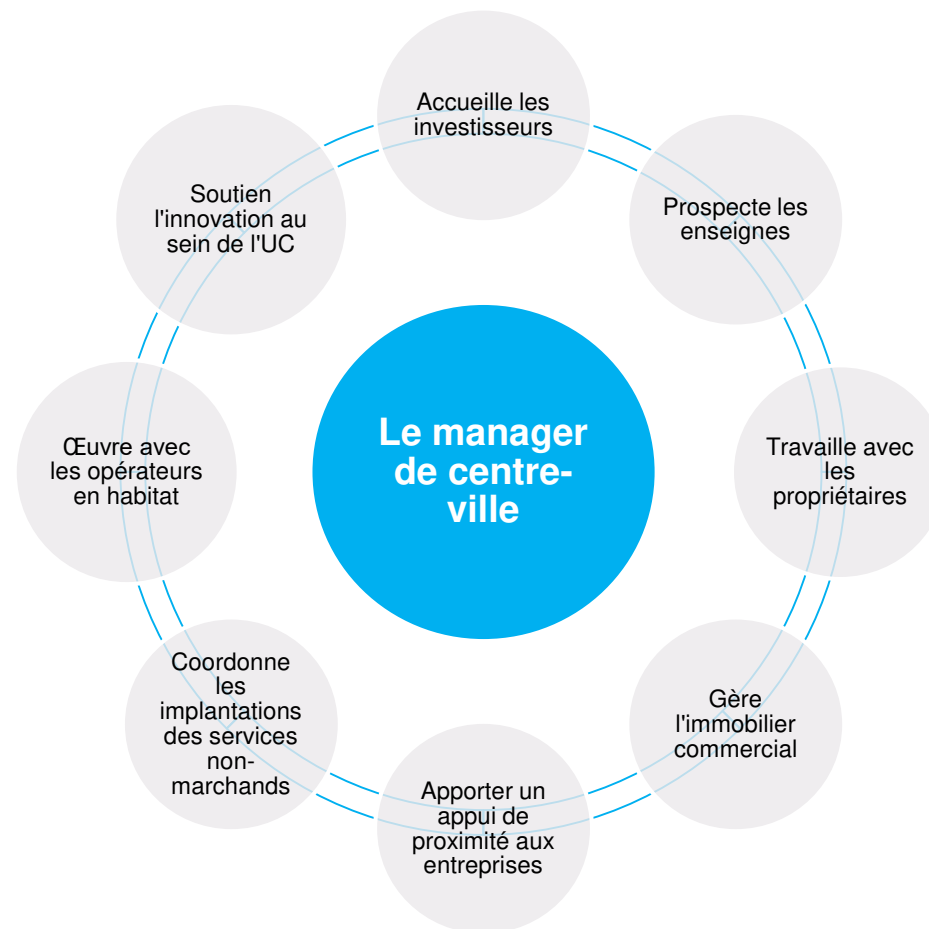 Accueille les
investisseurs
Prospecte les
enseignes
Travaille avec
les
propriétaires
Gère
l'immobilier
commercial
Apporter un
appui de
proximité aux
entreprises
Coordonne
les
implantations
des services
non-
marchands
Œuvre avec
les opérateurs
en habitat
Soutien
l'innovation au
sein de l'UC
Le manager
de centre-
ville